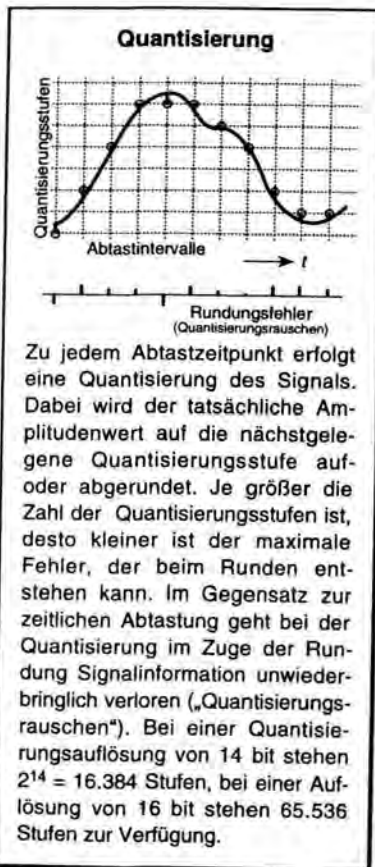 Quantisierung
Quantisierungsstufen
Abtastintervalle
t
Rundungsfehler
(Quantisierungsrauschen)
Zu jedem Abtastzeitpunkt erfolgt
eine Quantisierung des Signals.
Dabei wird der tatsächliche Am-
plitudenwert auf die nächstgele-
gene Quantisierungsstufe auf-
oder abgerundet. Je größer die
Zahl der Quantisierungsstufen ist,
desto kleiner ist der maximale
Fehler, der beim Runden ent-
stehen kann. Im Gegensatz zur
zeitlichen Abtastung geht bei der
Quantisierung im Zuge der Run-
dung Signalinformation unwieder-
bringlich verloren („Quantisierungs-
rauschen“). Bei einer Quantisie-
rungsauflösung von 14 bit stehen
2¹⁴ = 16.384 Stufen, bei einer Auf-
lösung von 16 bit stehen 65.536
Stufen zur Verfügung.